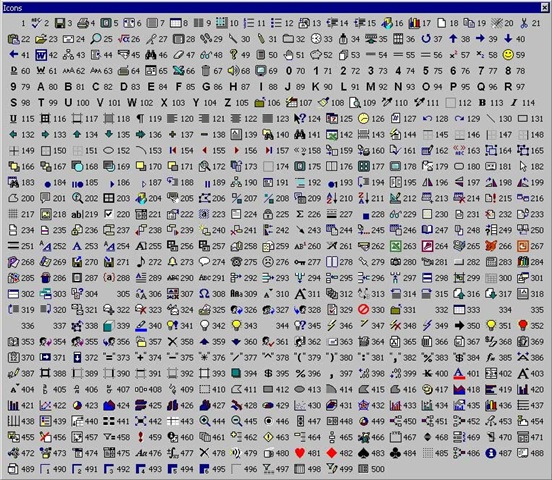 Icons
1 2 3 4 5 6 7 8 9 10 11 12 13 14 15 16 17 18 19 20 21
22 23 24 25 26 27 28 29 30 31 32 33 34 35 36 37 38 39 40
41 W 42 43 44 45 46 47 48 49 50 51 52 53 54 55 56 57 58 59
60 61 62 63 64 65 66 67 68 69 0 70 1 71 2 72 3 73 4 74 5 75 6 76 7 77 8 78
9 79 A 80 B 81 C 82 D 83 E 84 F 85 G 86 H 87 I 88 J 89 K 90 L 91 M 92 N 93 O 94 P 95 Q 96 R 97
S 98 T 99 U 100 V 101 W 102 X 103 Y 104 Z 105 106 107 108 109 110 111 112 B 113 I 114
U 115 116 117 118 119 120 121 122 123 124 125 126 127 128 129 130 131
132 133 134 135 136 137 138 139 140 141 142 143 144 145 146 147 148
149 150 151 152 153 154 155 156 157 158 159 160 161 162 163 164 165
166 167 168 169 170 171 172 173 174 175 176 177 178 179 180 181 182
183 184 185 186 187 188 189 190 191 192 193 194 195 196 197 198 199
200 201 202 203 204 205 206 207 208 209 210 211 212 213 214 215 216
217 218 ab| 219 220 221 222 223 224 225 226 227 228 229 230 231 232 233
234 235 236 237 238 239 240 241 242 243 244 245 246 247 248 249 250
251 252 253 254 255 256 257 258 259 260 261 262 263 264 265 266 267
268 269 270 271 272 273 274 275 276 277 278 279 280 281 282 283 284
285 286 287 (a) 288 289 ABC 290 ABC 291 292 293 294 295 296 297 298 299 300 301
302 303 304 305 306 307 Ω 308 309 310 311 312 313 314 315 316 317 318
319 320 321 322 323 324 325 326 327 328 329 330 331 332 333 334 335
336 337 338 339 340 341 342 343 344 345 346 347 348 349 350 351 352
353 354 355 356 357 358 359 360 361 362 363 364 365 366 367 368 369
370 371 372 373 374 375 376 377 378 379 380 381 382 383 384 385 386
387 388 389 390 391 392 393 394 $ 395 % 396 , 397 398 399 400 401 402 403
404 405 406 407 408 409 410 411 412 413 414 415 416 417 418 419 420
421 422 423 424 425 426 427 428 429 430 431 432 433 434 435 436 437
438 439 440 441 442 443 444 445 446 447 448 449 450 451 452 453 454
455 456 457 458 459 460 461 462 463 464 465 466 467 468 469 470 471
472 473 474 475 476 477 478 479 480 481 482 483 484 485 486 487 488
489 490 491 492 493 494 495 496 497 498 499 500